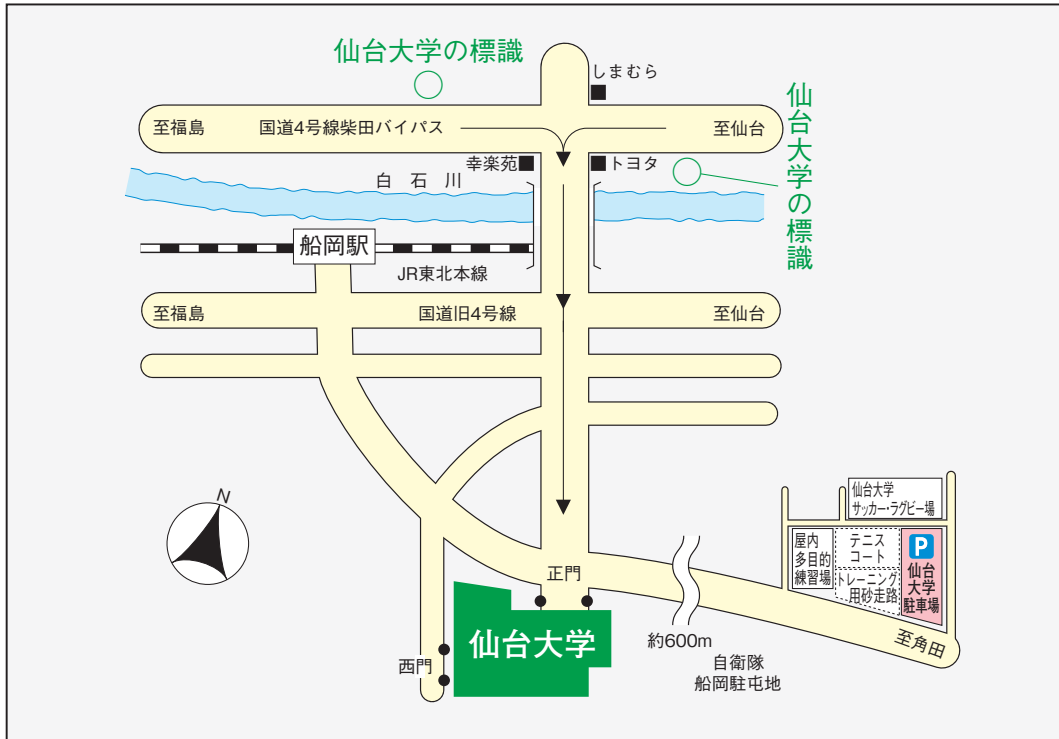 仙台大学の標識
しまむら
仙台大学の標識
至福島
国道4号線柴田バイパス
至仙台
幸楽苑
トヨタ
白石川
船岡駅
JR東北本線
至福島
国道旧4号線
至仙台
N
仙台大学
サッカー・ラグビー場
屋内
多目的
練習場
テニス
コート
トレーニング
用砂走路
P
仙台
大学
駐車場
正門
仙台大学
西門
約600m
自衛隊
船岡駐屯地
至角田